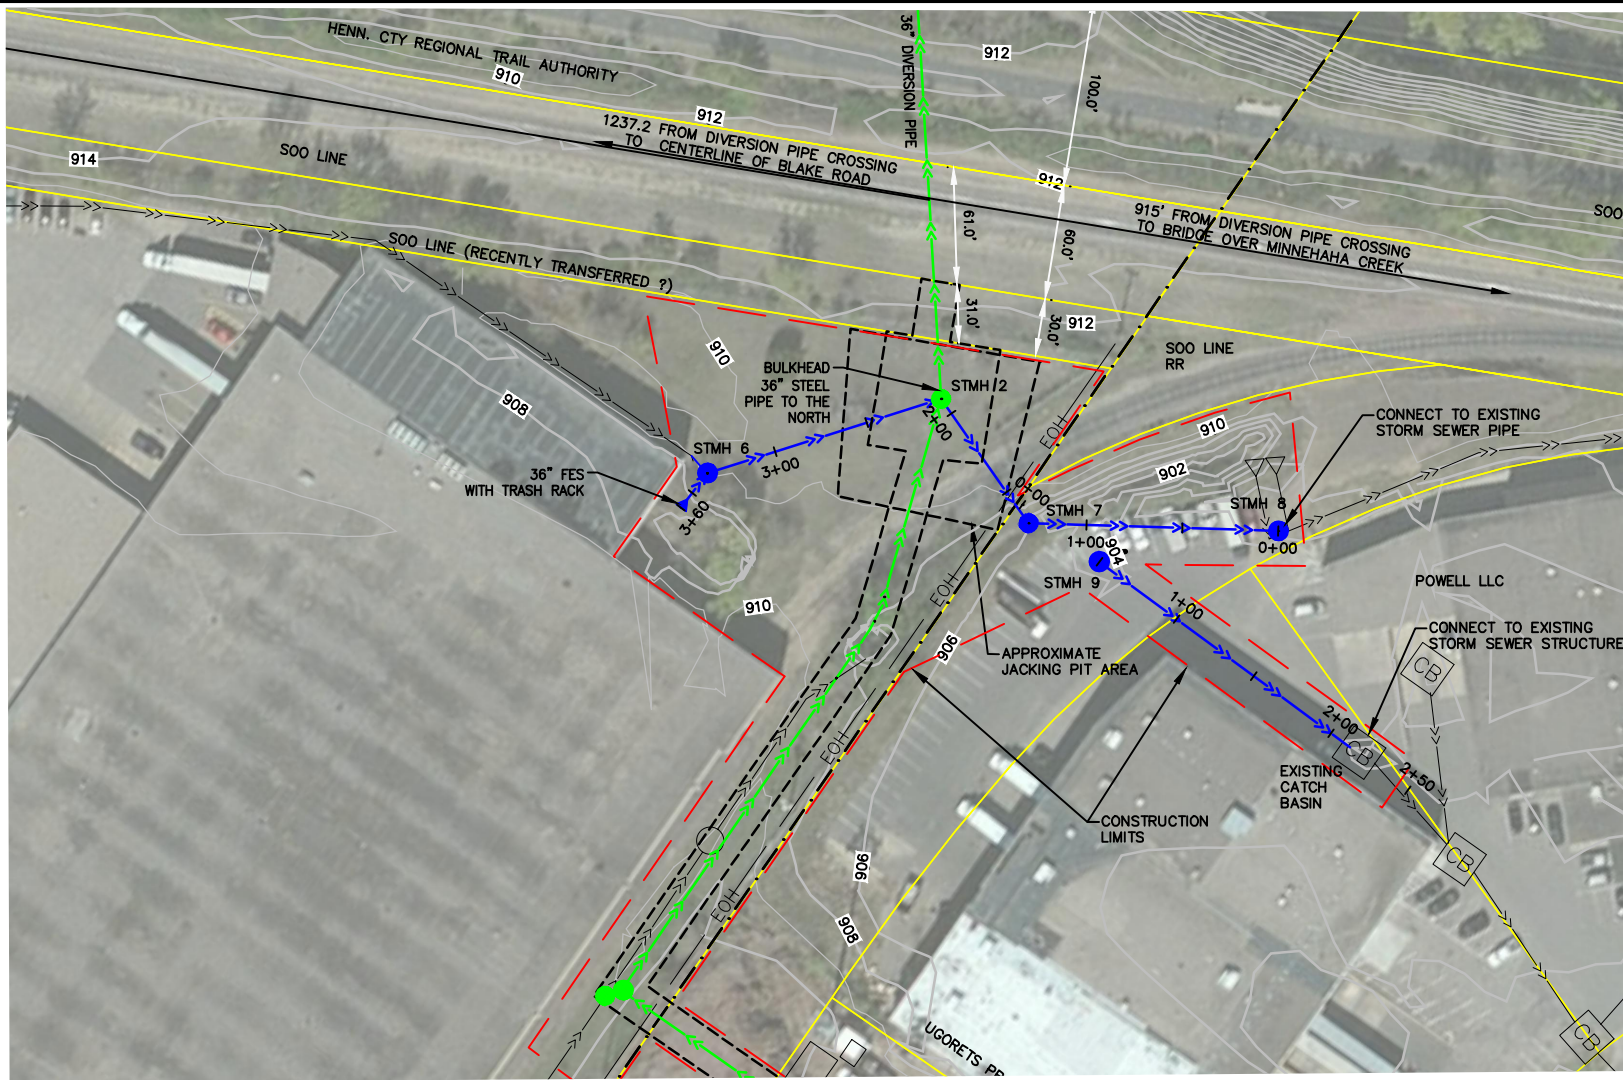 HENN. CTY REGIONAL TRAIL AUTHORITY
910
36" DIVERSION PIPE
912
100.0'
912
1237.2 FROM DIVERSION PIPE CROSSING
TO CENTERLINE OF BLAKE ROAD
914
SOO LINE
912
SOO
915' FROM DIVERSION PIPE CROSSING
TO BRIDGE OVER MINNEHAHA CREEK
61.0'
60.0'
SOO LINE (RECENTLY TRANSFERRED ?)
31.0'
30.0'
912
910
SOO LINE
RR
BULKHEAD
36" STEEL
PIPE TO THE
NORTH
STMH 2
2+00
908
EOH
910
CONNECT TO EXISTING
STORM SEWER PIPE
STMH 6
3+00
902
36" FES
WITH TRASH RACK
3+60
0+00
STMH 7
STMH 8
1+00
904
0+00
STMH 9
EOH
910
1+00
POWELL LLC
906
APPROXIMATE
JACKING PIT AREA
CONNECT TO EXISTING
STORM SEWER STRUCTURE
CB
2+00
CB
EOH
EXISTING
CATCH
BASIN
2+50
CONSTRUCTION
LIMITS
906
CB
EOH
908
UGORETS
CB